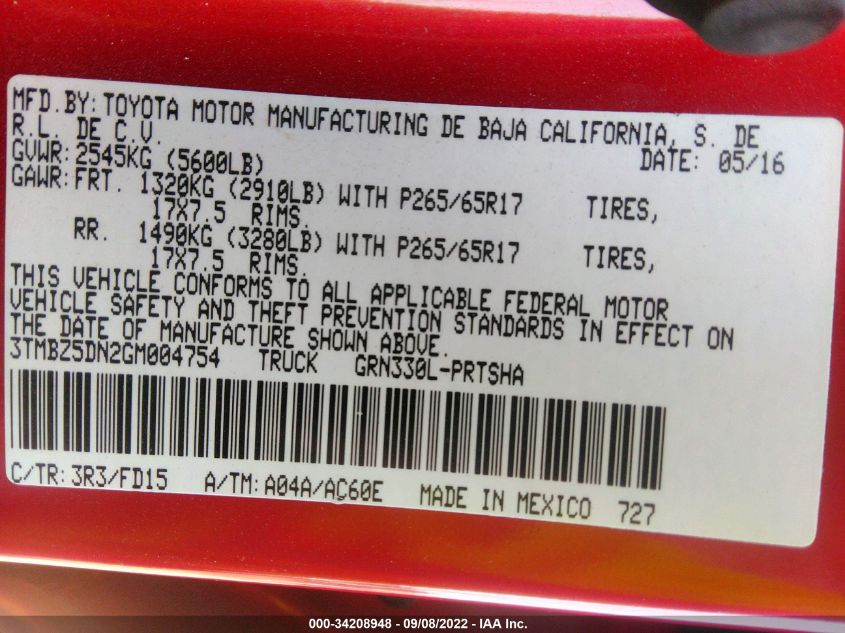 MFD.BY: TOYOTA MOTOR MANUFACTURING DE BAJA CALIFORNIA, S. DE
R.L. DE C.V.
DATE: 05/16
GVWR: 2545KG (5600LB)
GAWR: FRT. 1320KG (2910LB) WITH P265/65R17 TIRES,
17X7.5 RIMS.
RR. 1490KG (3280LB) WITH P265/65R17 TIRES,
17X7.5 RIMS.
THIS VEHICLE CONFORMS TO ALL APPLICABLE FEDERAL MOTOR
VEHICLE SAFETY AND THEFT PREVENTION STANDARDS IN EFFECT ON
THE DATE OF MANUFACTURE SHOWN ABOVE.
3TMBZ5DN2GM004754 TRUCK GRN330L-PRTSHA
C/TR: 3R3/FD15 A/TM: A04A/AC60E MADE IN MEXICO 727
000-34208948 - 09/08/2022 - IAA Inc.